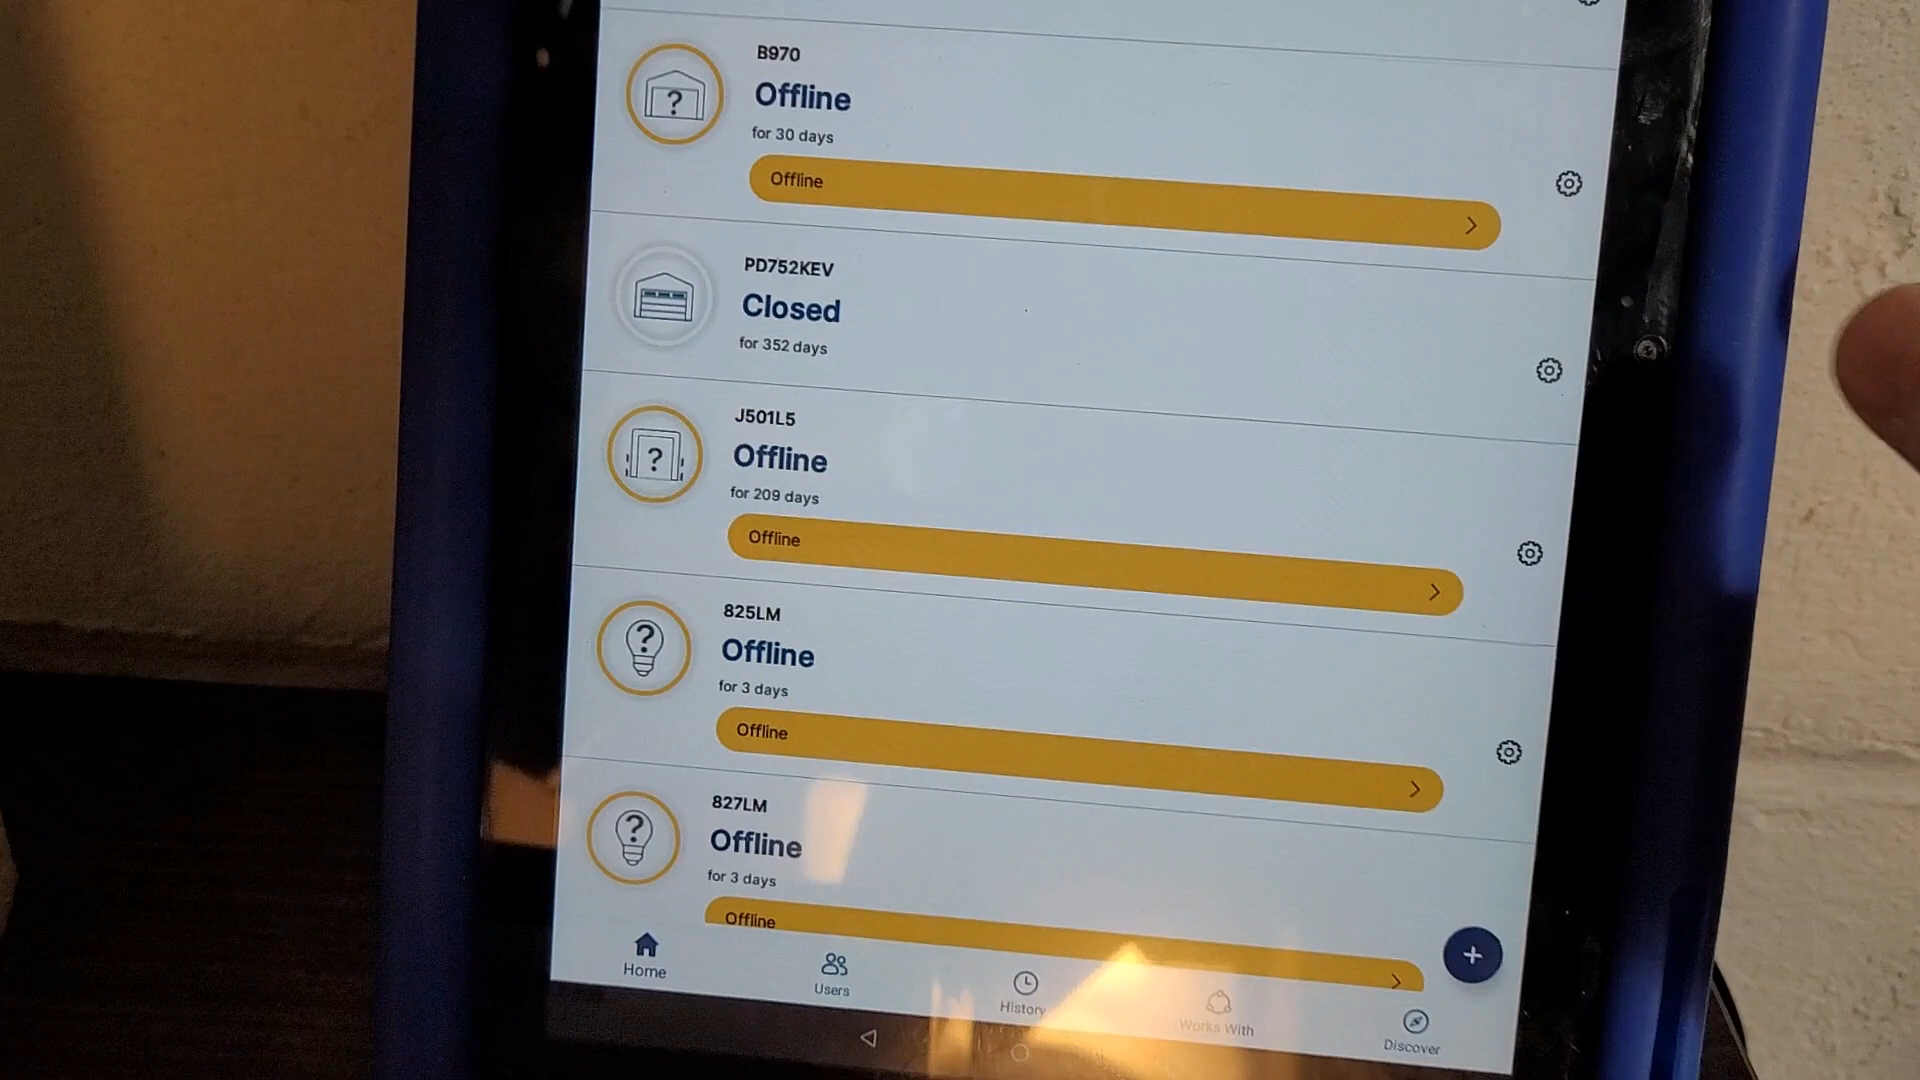 B970
Offline
for 30 days
Offline
PD752KEV
Closed
for 352 days
J501L5
Offline
for 209 days
Offline
825LM
Offline
for 3 days
Offline
827LM
Offline
for 3 days
Offline
Home
Users
History
Works With
Discover